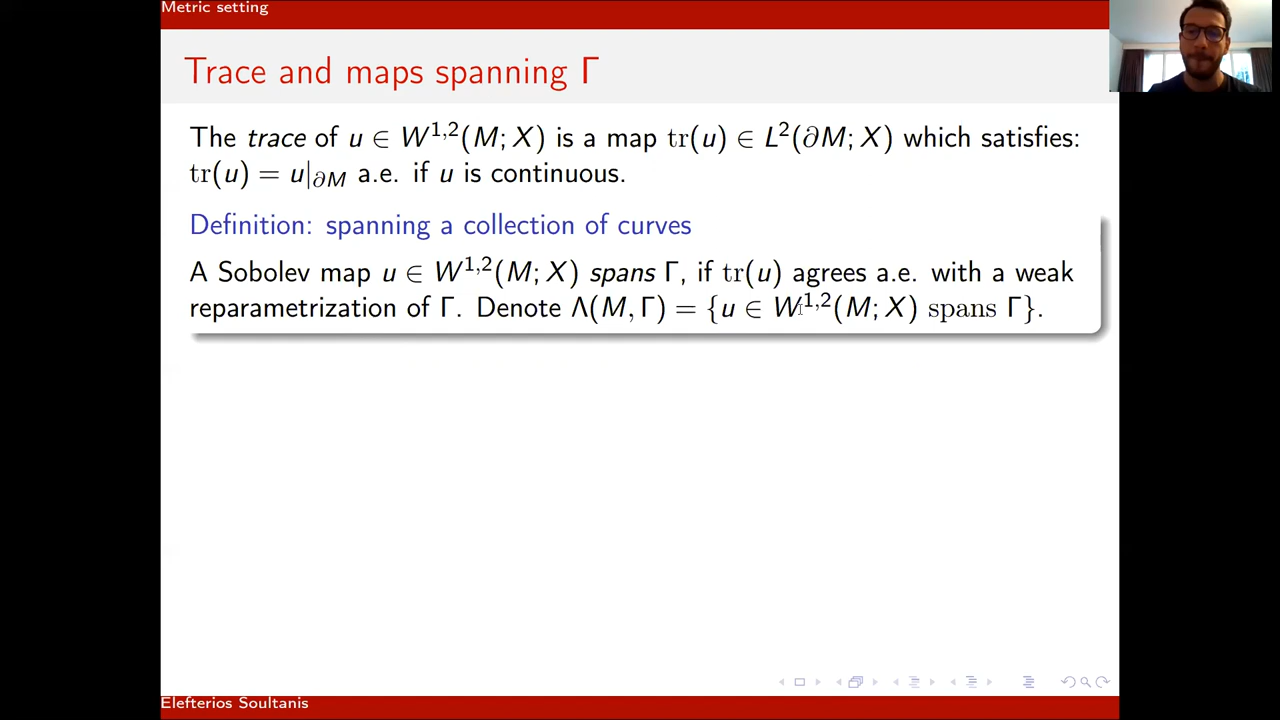 Metric setting
Trace and maps spanning Γ
The trace of u ∈ W^{1,2}(M; X) is a map tr(u) ∈ L^2(∂M; X) which satisfies:
tr(u) = u|_{∂M} a.e. if u is continuous.
Definition: spanning a collection of curves
A Sobolev map u ∈ W^{1,2}(M; X) spans Γ, if tr(u) agrees a.e. with a weak
reparametrization of Γ. Denote Λ(M, Γ) = {u ∈ W^{1,2}(M; X) spans Γ}.
Elefterios Soultanis